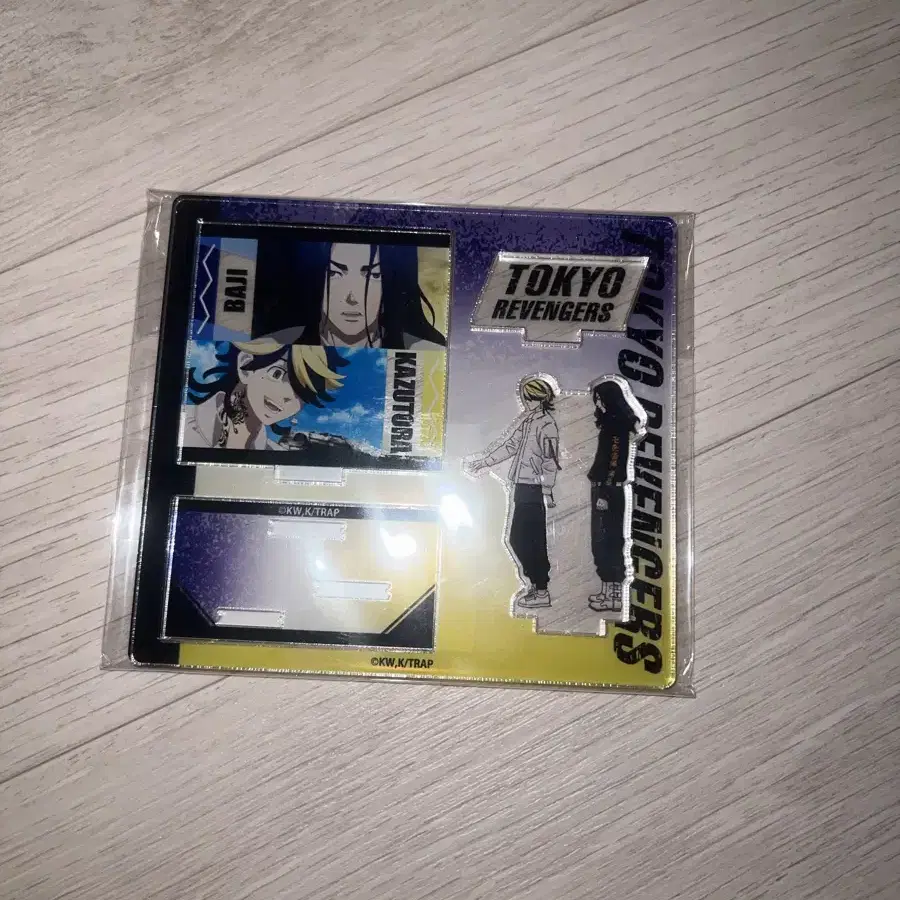 BAJI
KAZUTORA
TOKYO
REVENGERS
TOKYO REVENGERS
©KW,K/TRAP
©KW,K/TRAP